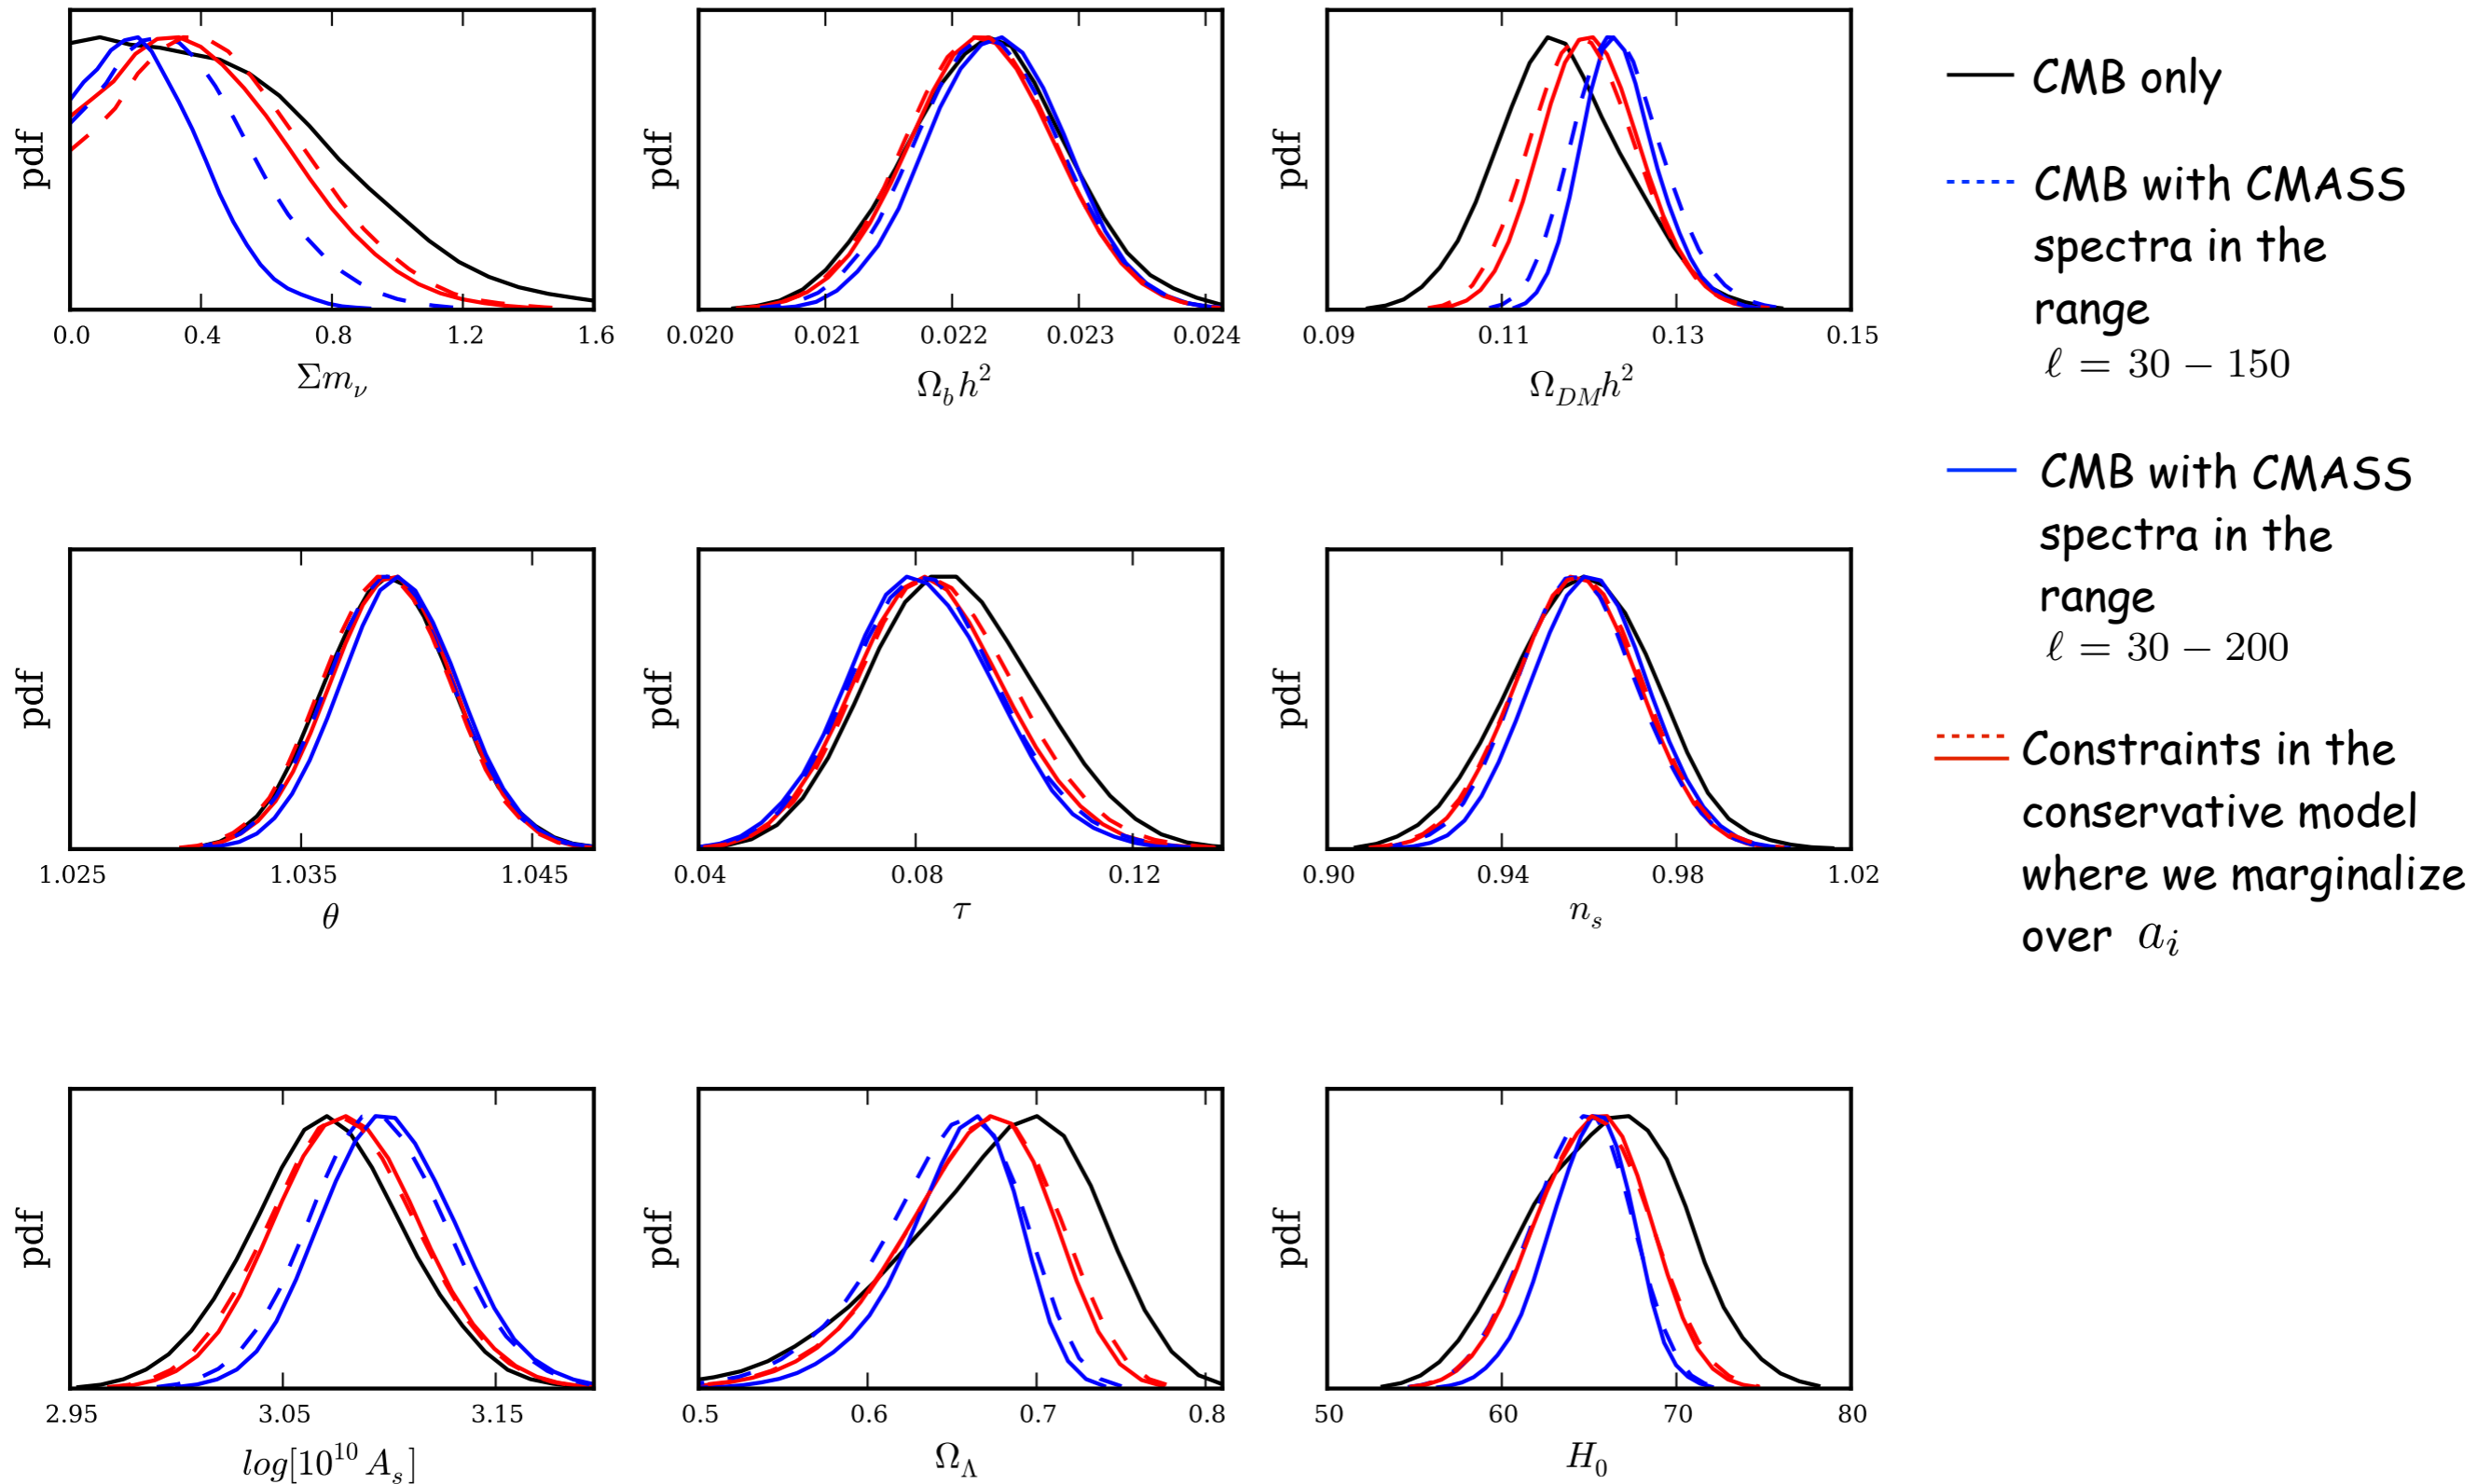 pdf
0.0 0.4 0.8 1.2 1.6
Σm_ν
pdf
0.020 0.021 0.022 0.023 0.024
Ω_b h²
pdf
0.09 0.11 0.13 0.15
Ω_DM h²
pdf
1.025 1.035 1.045
θ
pdf
0.04 0.08 0.12
τ
pdf
0.90 0.94 0.98 1.02
n_s
pdf
2.95 3.05 3.15
log[10¹⁰ A_s]
pdf
0.5 0.6 0.7 0.8
Ω_Λ
pdf
50 60 70 80
H₀
CMB only
CMB with CMASS
spectra in the
range
ℓ = 30 − 150
CMB with CMASS
spectra in the
range
ℓ = 30 − 200
Constraints in the
conservative model
where we marginalize
over a_i